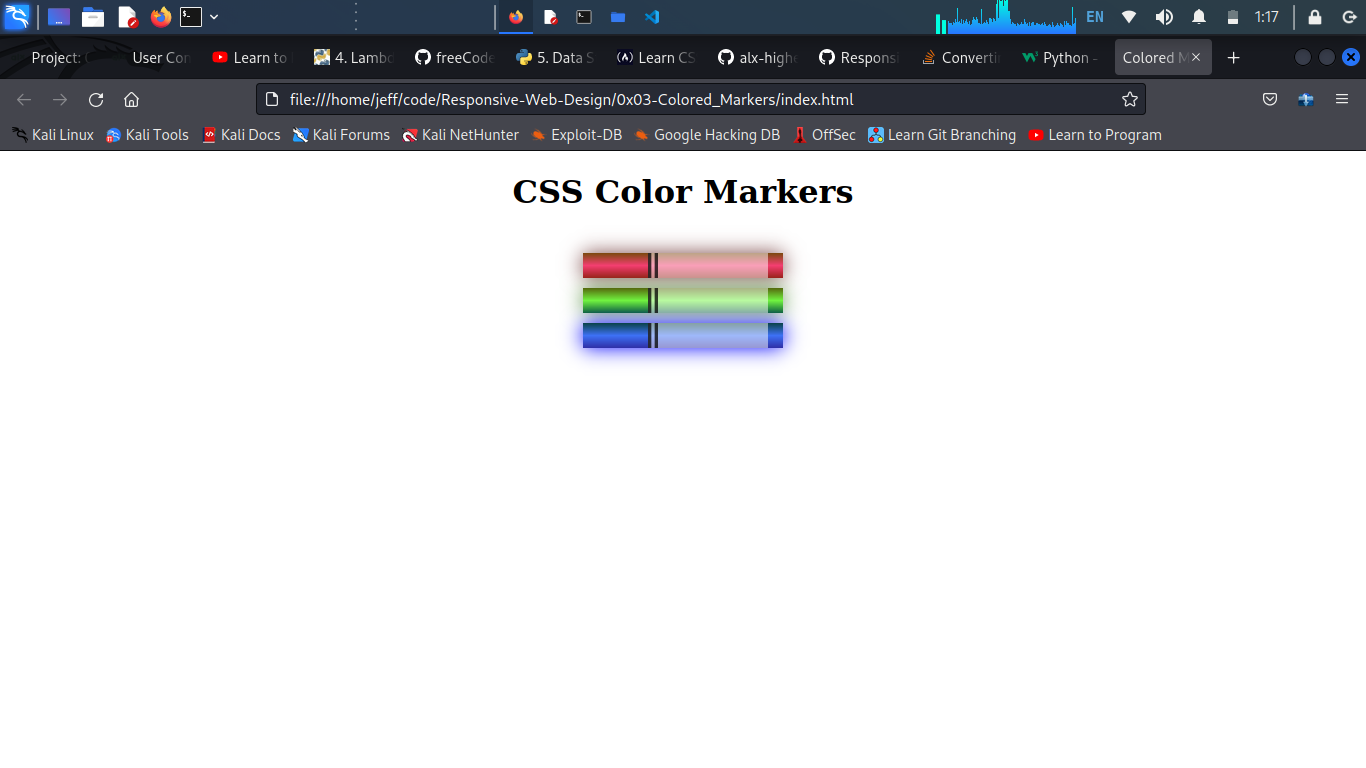 EN 1:17
Project: User Con Learn to 4. Lambd freeCode 5. Data S Learn CS alx-highe Responsi Converti Python - Colored M
file:///home/jeff/code/Responsive-Web-Design/0x03-Colored_Markers/index.html
Kali Linux Kali Tools Kali Docs Kali Forums Kali NetHunter Exploit-DB Google Hacking DB OffSec Learn Git Branching Learn to Program
CSS Color Markers